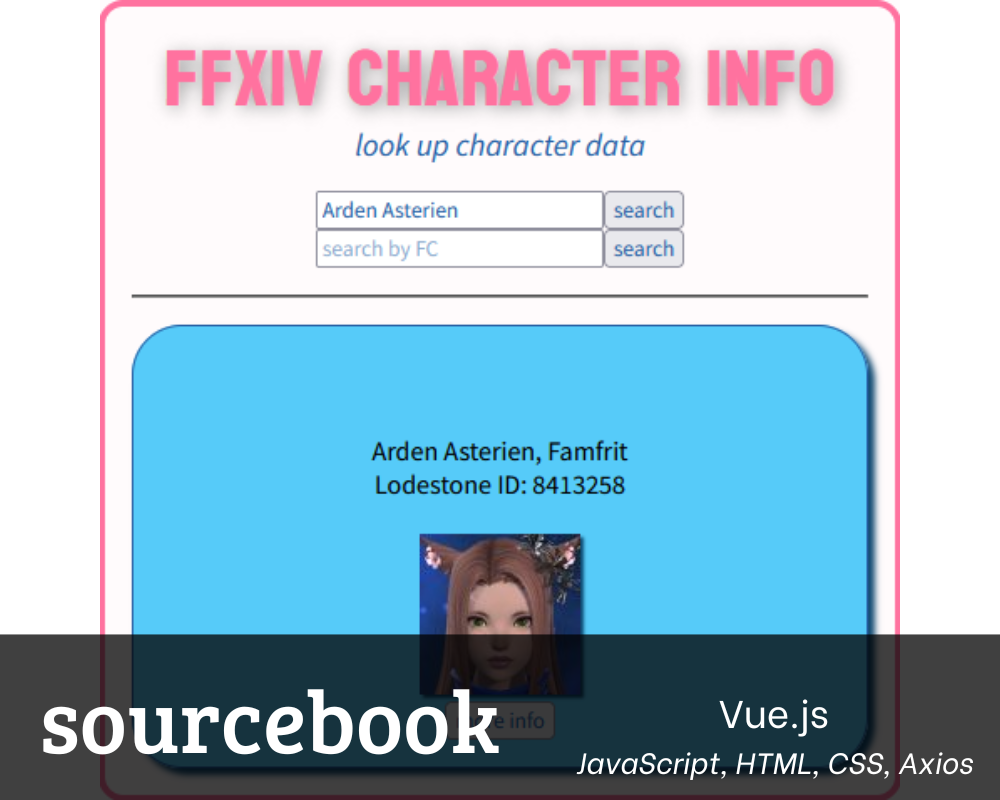 FFXIV CHARACTER INFO
look up character data
Arden Asterien search
search by FC search
Arden Asterien, Famfrit
Lodestone ID: 8413258
info
sourcebook
Vue.js
JavaScript, HTML, CSS, Axios